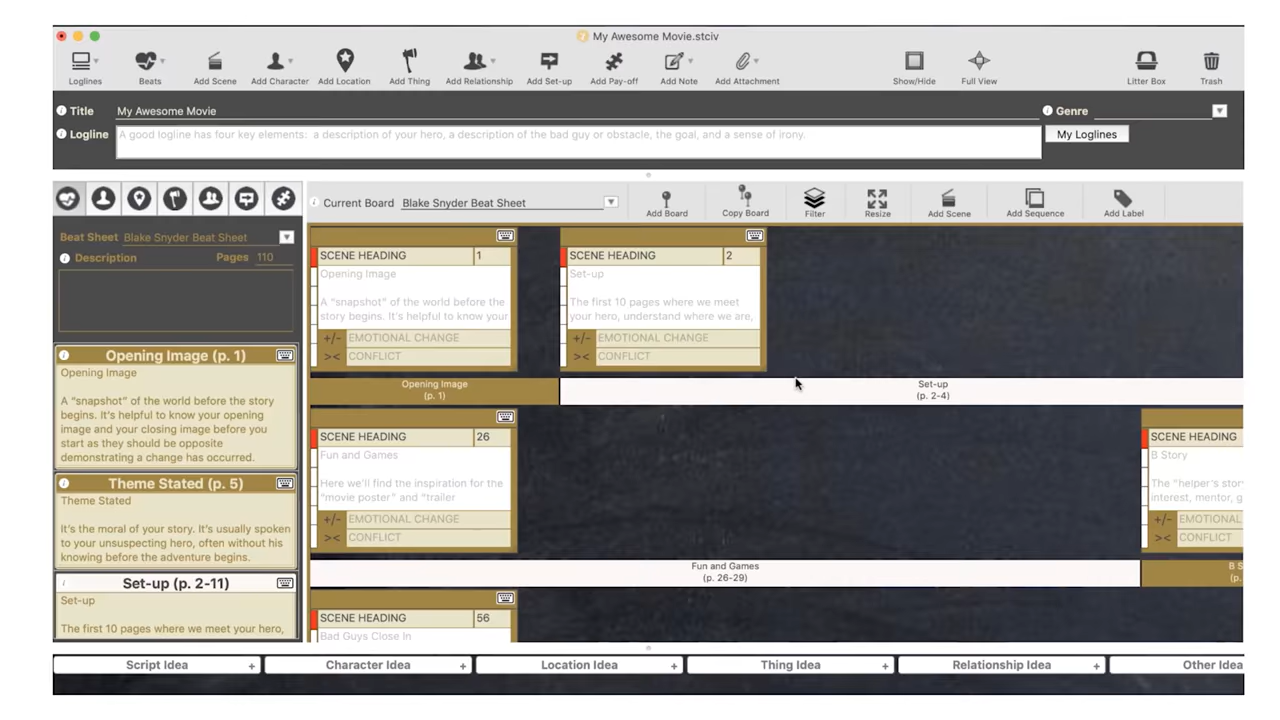 My Awesome Movie.stciv
Loglines
Beats
Add Scene
Add Character
Add Location
Add Thing
Add Relationship
Add Set-up
Add Pay-off
Add Note
Add Attachment
Show/Hide
Full View
Litter Box
Trash
Title My Awesome Movie
Genre
Logline A good logline has four key elements: a description of your hero, a description of the bad guy or obstacle, the goal, and a sense of irony.
My Loglines
Current Board Blake Snyder Beat Sheet
Add Board
Copy Board
Filter
Resize
Add Scene
Add Sequence
Add Label
Beat Sheet Blake Snyder Beat Sheet
Description Pages 110
Opening Image (p. 1)
Opening Image
A “snapshot” of the world before the story
begins. It's helpful to know your opening
image and your closing image before you
start as they should be opposite
demonstrating a change has occurred.
Theme Stated (p. 5)
Theme Stated
It's the moral of your story. It's usually spoken
to your unsuspecting hero, often without his
knowing before the adventure begins.
Set-up (p. 2-11)
Set-up
The first 10 pages where we meet your hero,
SCENE HEADING 1
Opening Image
A “snapshot” of the world before the
story begins. It's helpful to know your
+/- EMOTIONAL CHANGE
>< CONFLICT
SCENE HEADING 2
Set-up
The first 10 pages where we meet
your hero, understand where we are,
+/- EMOTIONAL CHANGE
>< CONFLICT
Opening Image
(p. 1)
Set-up
(p. 2-4)
SCENE HEADING 26
Fun and Games
Here we'll find the inspiration for the
“movie poster” and “trailer
+/- EMOTIONAL CHANGE
>< CONFLICT
SCENE HEADING
B Story
The “helper's stor
interest, mentor, g
+/- EMOTIONAL
>< CONFLICT
Fun and Games
(p. 26-29)
B S
(p.
SCENE HEADING 56
Bad Guys Close In
Script Idea +
Character Idea +
Location Idea +
Thing Idea +
Relationship Idea +
Other Idea